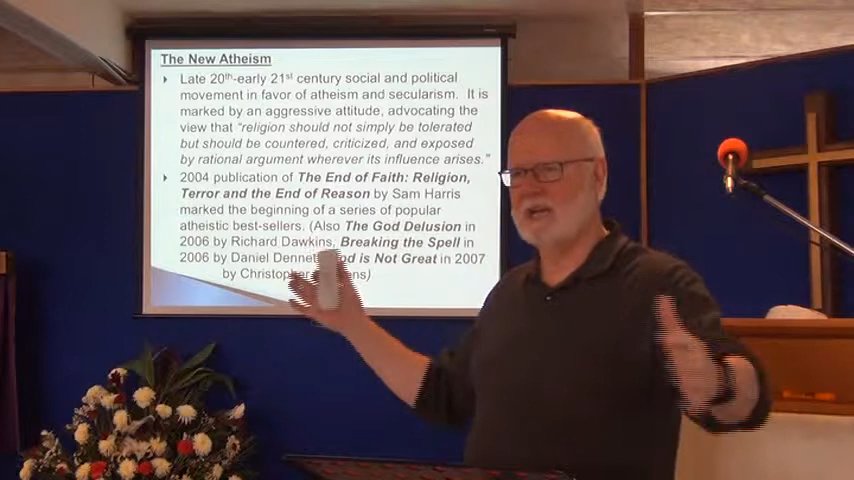 The New Atheism
Late 20th-early 21st century social and political
movement in favor of atheism and secularism. It is
marked by an aggressive attitude, advocating the
view that "religion should not simply be tolerated
but should be countered, criticized, and exposed
by rational argument wherever its influence arises."
2004 publication of The End of Faith: Religion,
Terror and the End of Reason by Sam Harris
marked the beginning of a series of popular
atheistic best-sellers. (Also The God Delusion in
2006 by Richard Dawkins, Breaking the Spell in
2006 by Daniel Dennet is Not Great in 2007
by Christopher